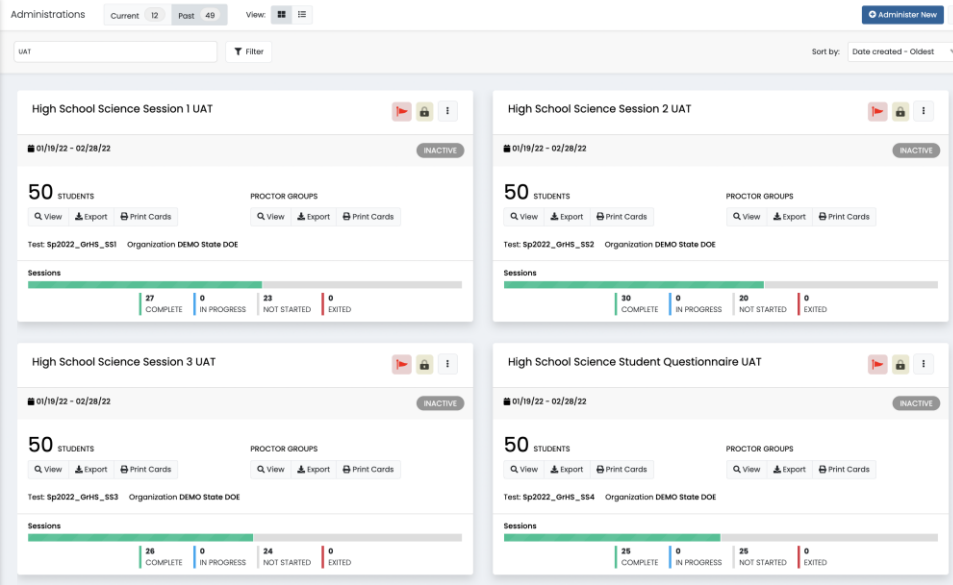 Administrations Current 12 Past 49 View: Administer New
UAT Filter Sort by: Date created - Oldest
High School Science Session 1 UAT
01/19/22 - 02/28/22 INACTIVE
50 STUDENTS PROCTOR GROUPS
View Export Print Cards View Export Print Cards
Test: Sp2022_GrHS_SS1 Organization DEMO State DOE
Sessions
27 0 23 0
COMPLETE IN PROGRESS NOT STARTED EXITED
High School Science Session 2 UAT
01/19/22 - 02/28/22 INACTIVE
50 STUDENTS PROCTOR GROUPS
View Export Print Cards View Export Print Cards
Test: Sp2022_GrHS_SS2 Organization DEMO State DOE
Sessions
30 0 20 0
COMPLETE IN PROGRESS NOT STARTED EXITED
High School Science Session 3 UAT
01/19/22 - 02/28/22 INACTIVE
50 STUDENTS PROCTOR GROUPS
View Export Print Cards View Export Print Cards
Test: Sp2022_GrHS_SS3 Organization DEMO State DOE
Sessions
26 0 24 0
COMPLETE IN PROGRESS NOT STARTED EXITED
High School Science Student Questionnaire UAT
01/19/22 - 02/28/22 INACTIVE
50 STUDENTS PROCTOR GROUPS
View Export Print Cards View Export Print Cards
Test: Sp2022_GrHS_SS4 Organization DEMO State DOE
Sessions
25 0 25 0
COMPLETE IN PROGRESS NOT STARTED EXITED